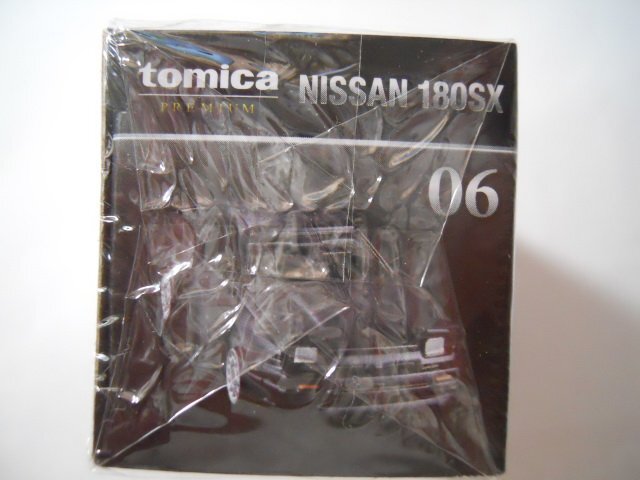 tomica
PREMIUM
NISSAN 180SX
06